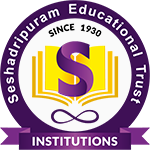 Seshadripuram Educational Trust
SINCE 1930
S
INSTITUTIONS